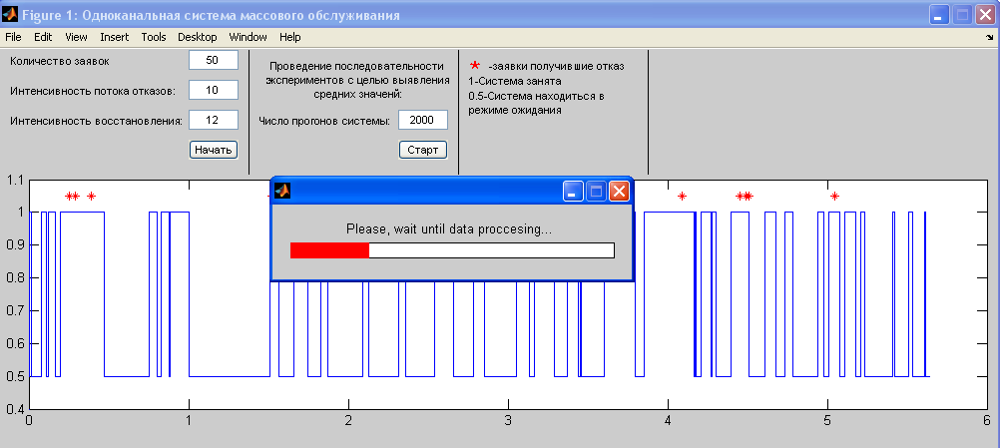 Figure 1: Одноканальная система массового обслуживания
File Edit View Insert Tools Desktop Window Help
Количество заявок 50
Интенсивность потока отказов: 10
Интенсивность восстановления: 12
Начать
Проведение последовательности
экспериментов с целью выявления
средних значенй:
Число прогонов системы: 2000
Старт
* -заявки получившие отказ
1-Система занята
0.5-Система находиться в
режиме ожидания
Please, wait until data proccesing...
1.1
1
0.9
0.8
0.7
0.6
0.5
0.4
0 1 2 3 4 5 6